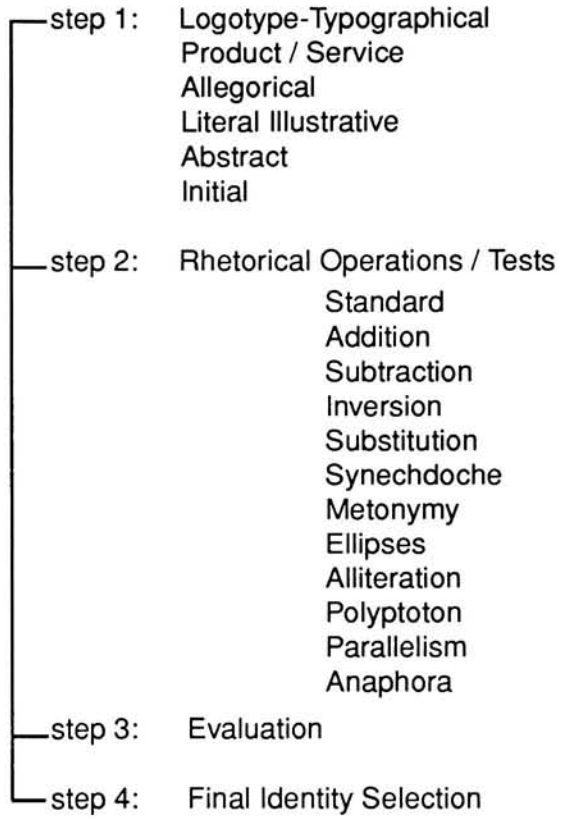 step 1: Logotype-Typographical
Product / Service
Allegorical
Literal Illustrative
Abstract
Initial
step 2: Rhetorical Operations / Tests
Standard
Addition
Subtraction
Inversion
Substitution
Synechdoche
Metonymy
Ellipses
Alliteration
Polyptoton
Parallelism
Anaphora
step 3: Evaluation
step 4: Final Identity Selection